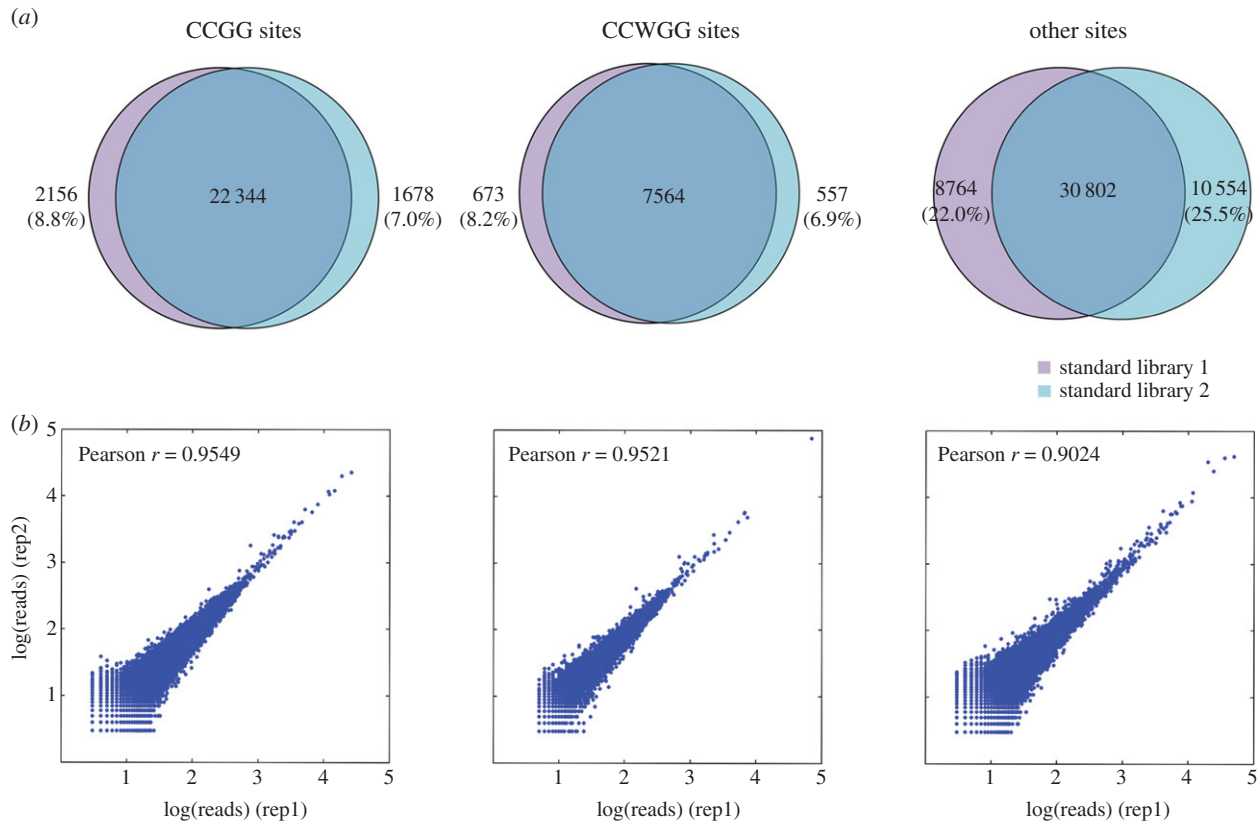 (a)
CCGG sites
CCWGG sites
other sites
2156
(8.8%)
22 344
1678
(7.0%)
673
(8.2%)
7564
557
(6.9%)
8764
(22.0%)
30 802
10 554
(25.5%)
standard library 1
standard library 2
(b)
Pearson r = 0.9549
Pearson r = 0.9521
Pearson r = 0.9024
5
4
3
2
1
log(reads) (rep2)
1 2 3 4 5
1 2 3 4 5
1 2 3 4 5
log(reads) (rep1)
log(reads) (rep1)
log(reads) (rep1)